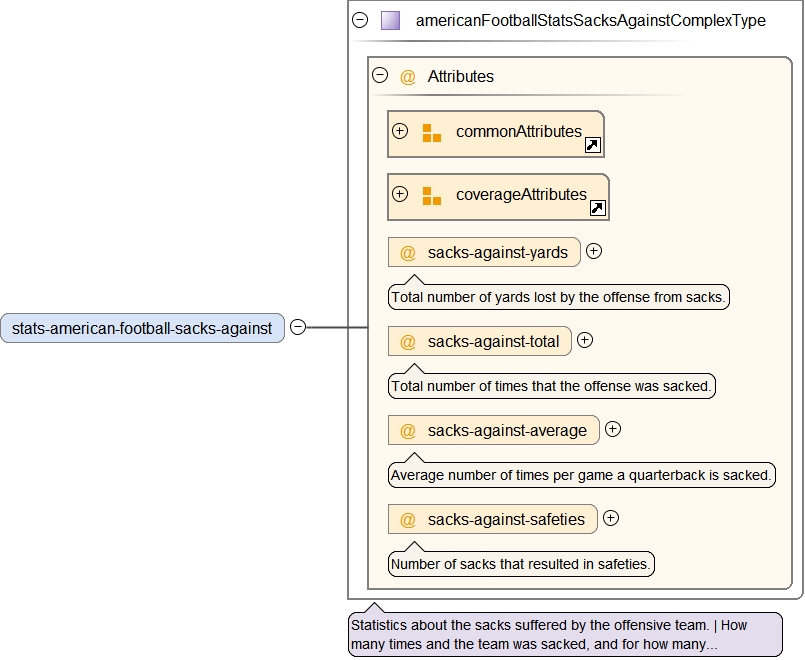 americanFootballStatsSacksAgainstComplexType
@ Attributes
commonAttributes
coverageAttributes
@ sacks-against-yards
Total number of yards lost by the offense from sacks.
stats-american-football-sacks-against
@ sacks-against-total
Total number of times that the offense was sacked.
@ sacks-against-average
Average number of times per game a quarterback is sacked.
@ sacks-against-safeties
Number of sacks that resulted in safeties.
Statistics about the sacks suffered by the offensive team. | How
many times and the team was sacked, and for how many...